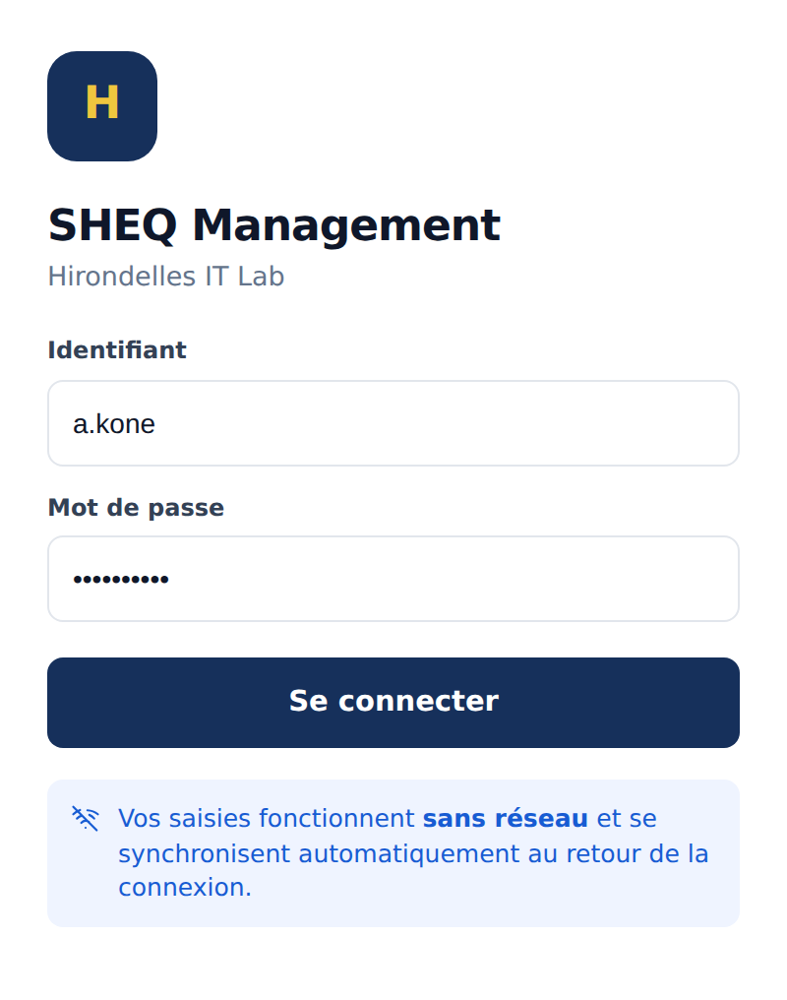 H
SHEQ Management
Hirondelles IT Lab
Identifiant
a.kone
Mot de passe
••••••••••
Se connecter
Vos saisies fonctionnent sans réseau et se
synchronisent automatiquement au retour de la
connexion.